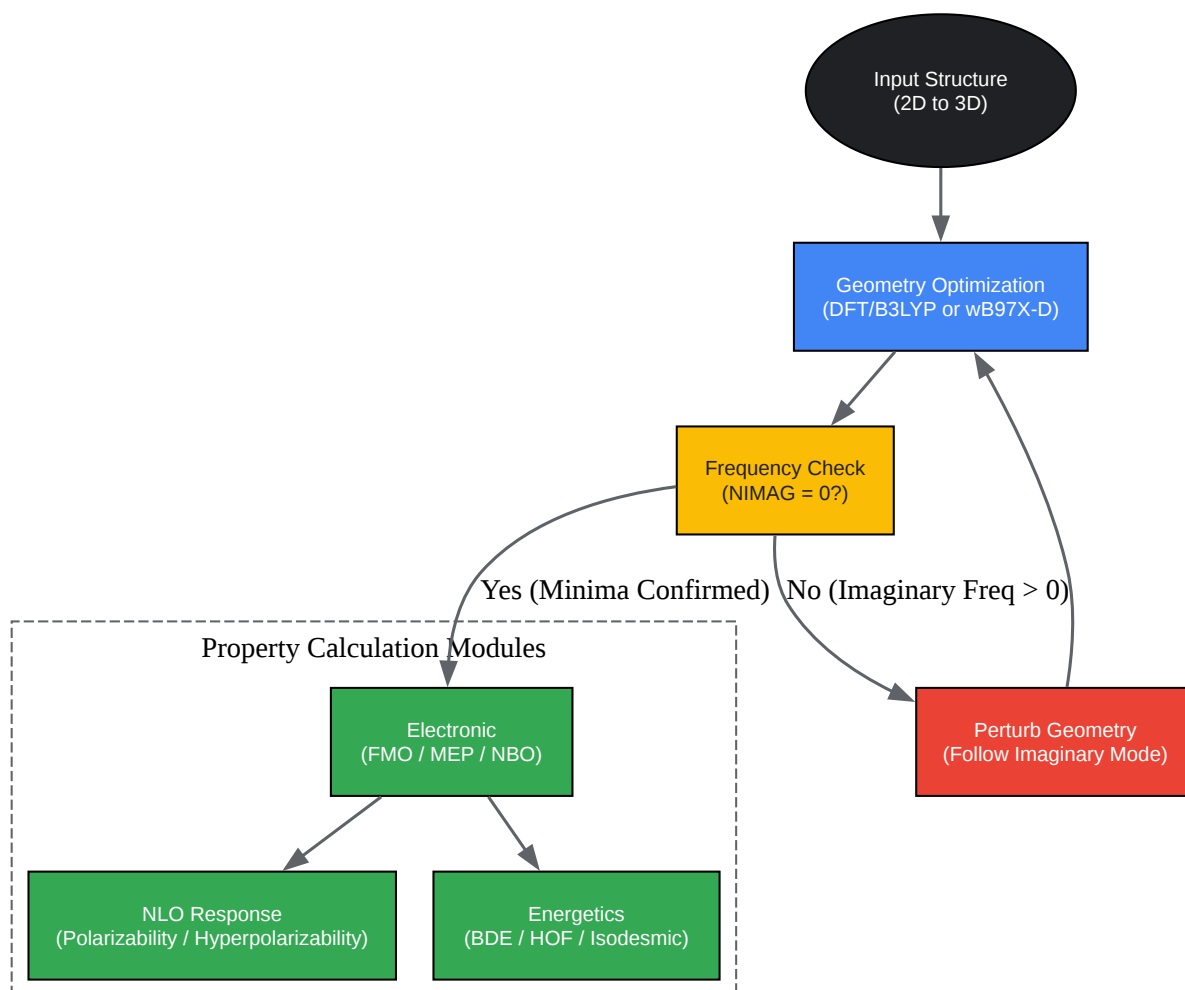 Input Structure
(2D to 3D)
Geometry Optimization
(DFT/B3LYP or wB97X-D)
Frequency Check
(NIMAG = 0?)
Yes (Minima Confirmed)
No (Imaginary Freq > 0)
Property Calculation Modules
Electronic
(FMO / MEP / NBO)
Perturb Geometry
(Follow Imaginary Mode)
NLO Response
(Polarizability / Hyperpolarizability)
Energetics
(BDE / HOF / Isodesmic)